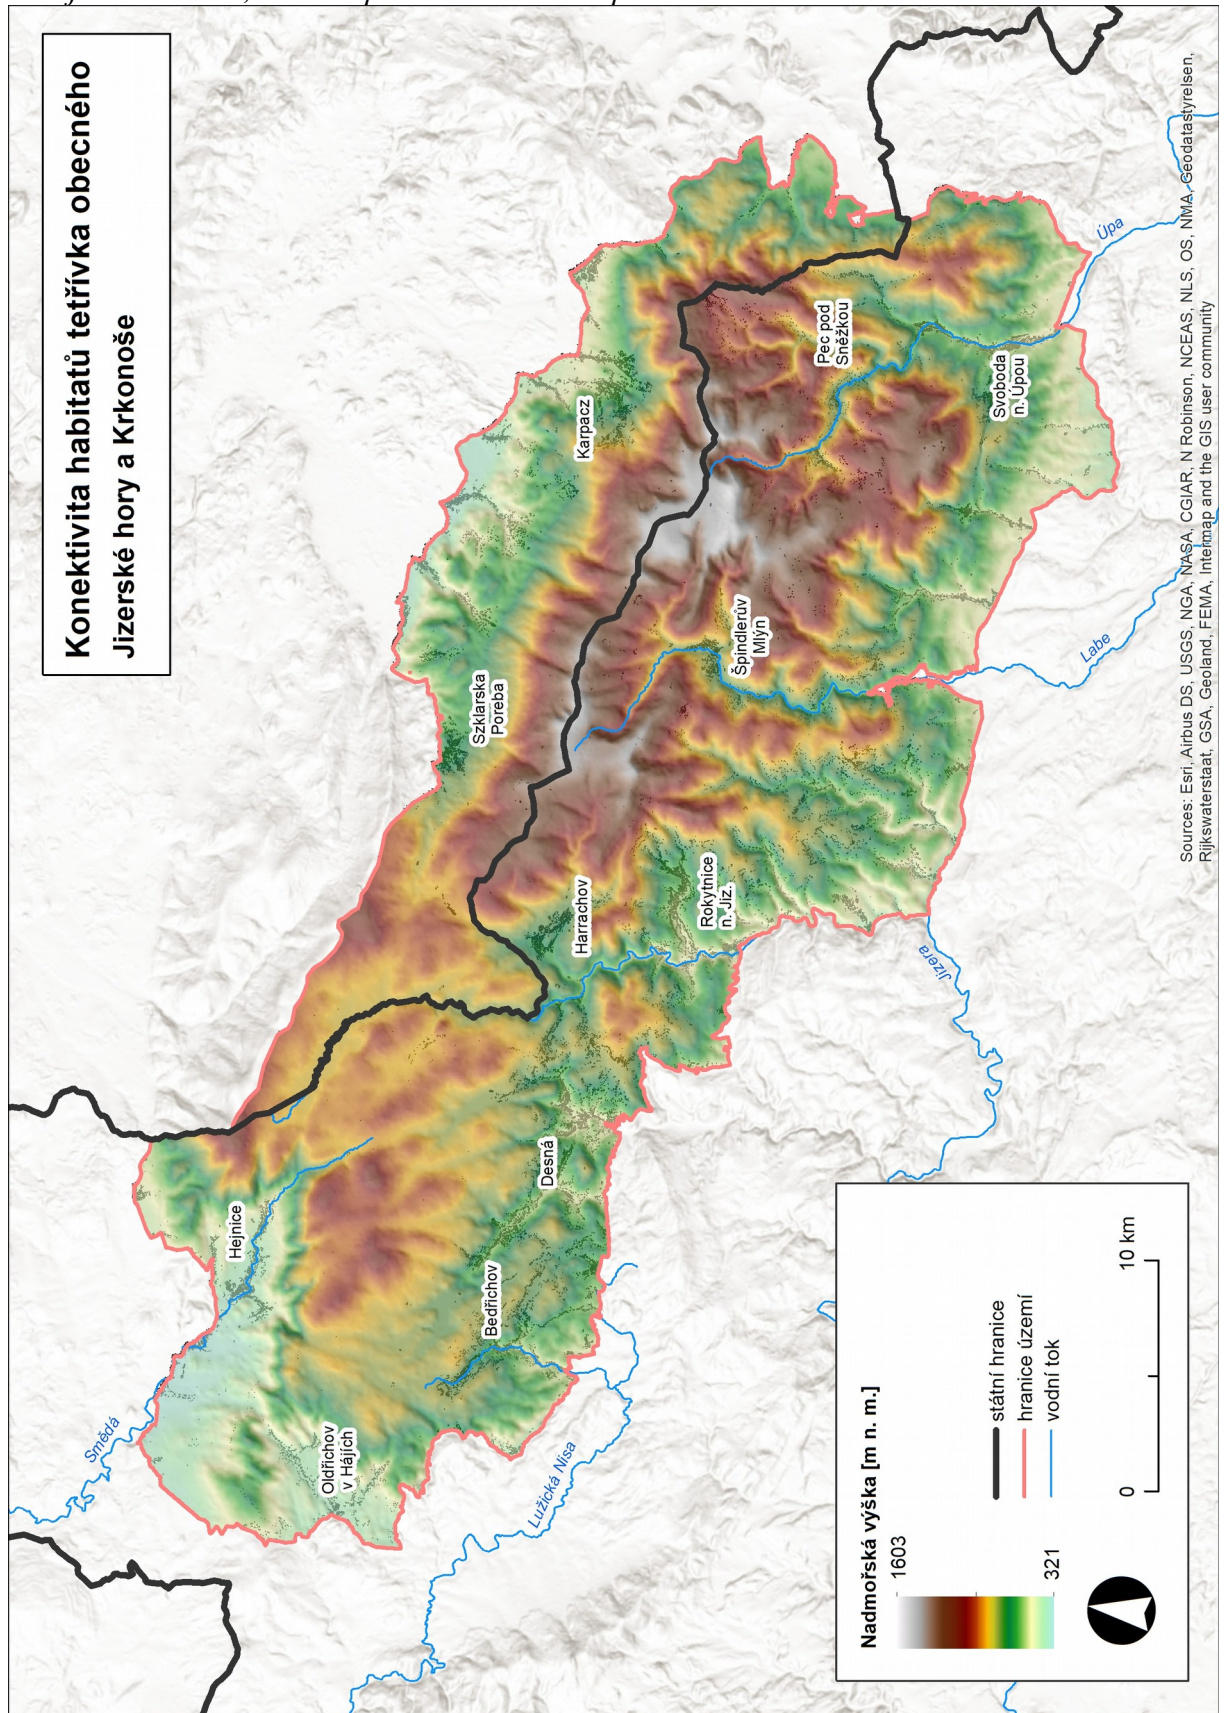 Konektivita habitatů tetřívka obecného
Jizerské hory a Krkonoše
Smědá
Hejnice
Oldřichov
v Hájích
Lužická Nisa
Bedřichov
Desná
Harrachov
Rokytnice
n. Jiz.
Jizera
Szklarska
Poreba
Špindlerův
Mlýn
Labe
Karpacz
Pec pod
Sněžkou
Svoboda
n. Úpou
Úpa
Nadmořská výška [m n. m.]
1603
321
státní hranice
hranice území
vodní tok
0
10 km
Sources: Esri, Airbus DS, USGS, NGA, NASA, CGIAR, N Robinson, NCEAS, NLS, OS, NMA, Geodatastyrelsen,
Rijkswaterstaat, GSA, Geoland, FEMA, Intermap and the GIS user community